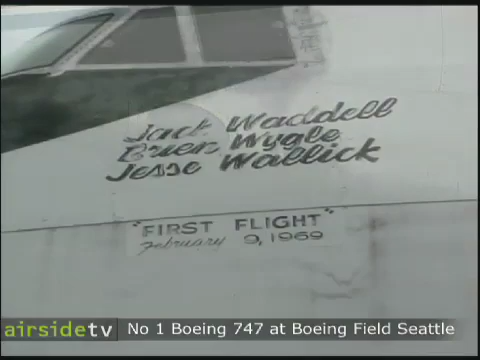 Jack Waddell
Brien Wygle
Jesse Wallick
"FIRST FLIGHT"
February 9, 1969
airsidetv No 1 Boeing 747 at Boeing Field Seattle